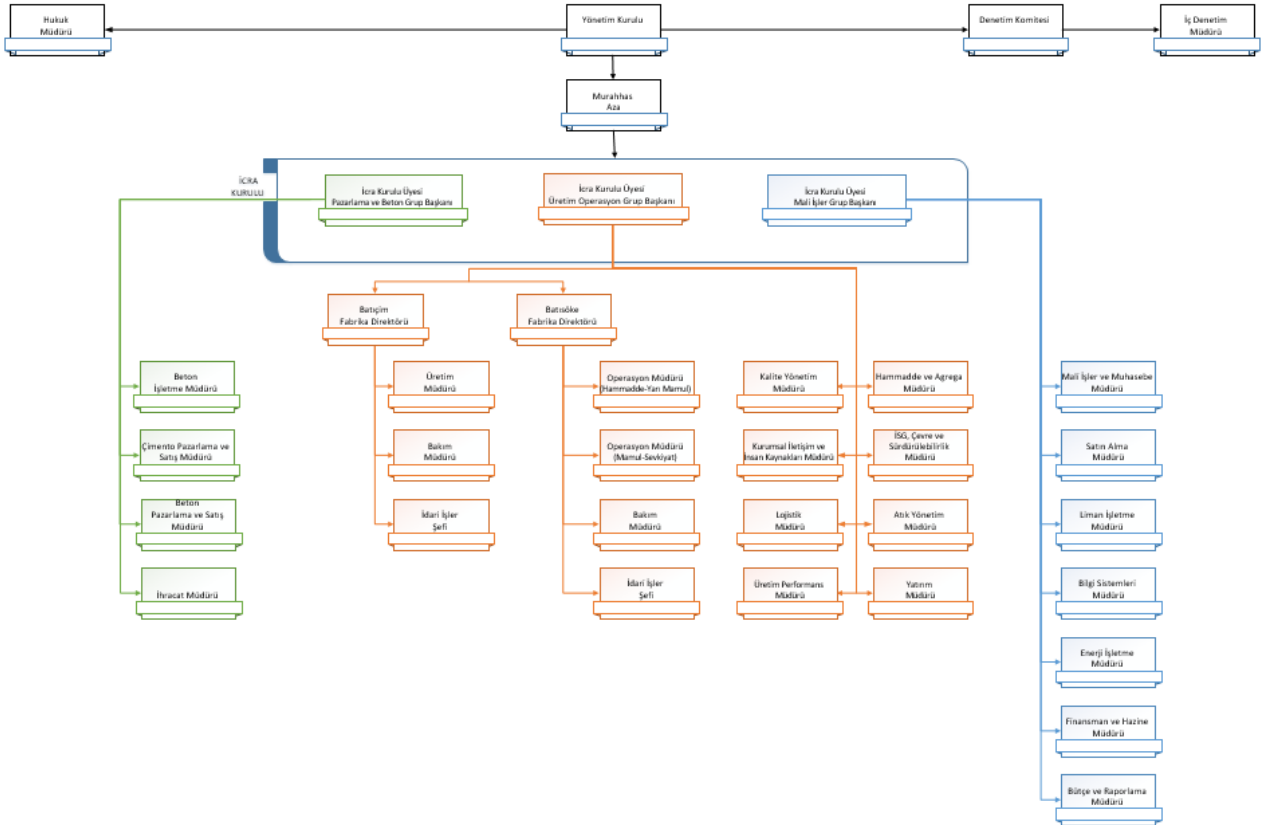 Hukuk
Müdürü
Yönetim Kurulu
Denetim Komitesi
İç Denetim
Müdürü
Murahhas
Aza
İCRA
KURULU
İcra Kurulu Üyesi
Pazarlama ve Beton Grup Başkanı
İcra Kurulu Üyesi
Üretim Operasyon Grup Başkanı
İcra Kurulu Üyesi
Mali İşler Grup Başkanı
Batıçim
Fabrika Direktörü
Batısöke
Fabrika Direktörü
Beton
İşletme Müdürü
Üretim
Müdürü
Operasyon Müdürü
(Hammadde-Yarı Mamul)
Kalite Yönetim
Müdürü
Hammadde ve Agrega
Müdürü
Mali İşler ve Muhasebe
Müdürü
Çimento Pazarlama ve
Satış Müdürü
Bakım
Müdürü
Operasyon Müdürü
(Mamul-Sevkiyat)
Kurumsal İletişim ve
İnsan Kaynakları Müdürü
İSG, Çevre ve
Sürdürülebilirlik
Müdürü
Satın Alma
Müdürü
Beton
Pazarlama ve Satış
Müdürü
İdari İşler
Şefi
Bakım
Müdürü
Lojistik
Müdürü
Atık Yönetim
Müdürü
Liman İşletme
Müdürü
İhracat Müdürü
İdari İşler
Şefi
Üretim Performans
Müdürü
Yatırım
Müdürü
Bilgi Sistemleri
Müdürü
Enerji İşletme
Müdürü
Finansman ve Hazine
Müdürü
Bütçe ve Raporlama
Müdürü